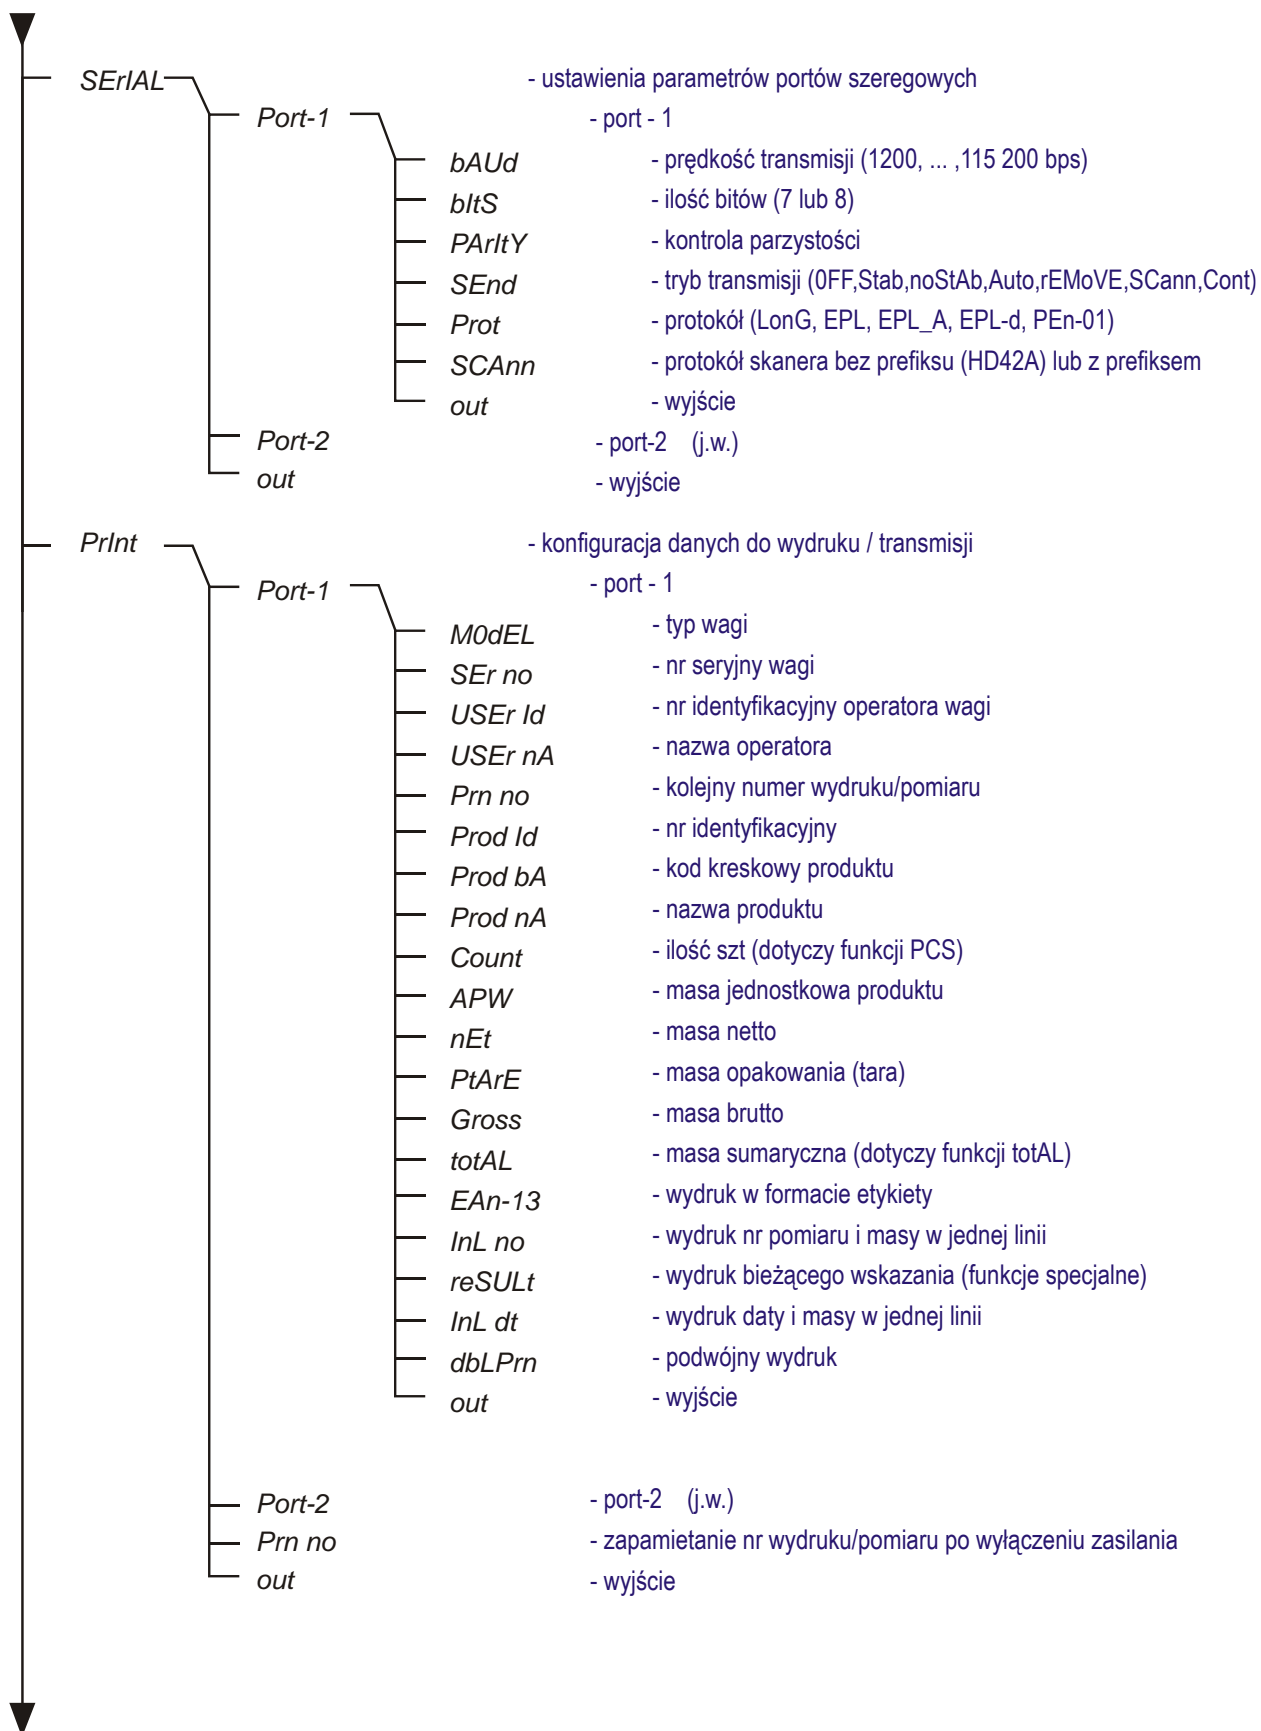 SErIAL - ustawienia parametrów portów szeregowych
Port-1 - port - 1
bAUd - prędkość transmisji (1200, ... ,115 200 bps)
bItS - ilość bitów (7 lub 8)
PArItY - kontrola parzystości
SEnd - tryb transmisji (0FF,Stab,noStAb,Auto,rEMoVE,SCann,Cont)
Prot - protokół (LonG, EPL, EPL_A, EPL-d, PEn-01)
SCAnn - protokół skanera bez prefiksu (HD42A) lub z prefiksem
out - wyjście
Port-2 - port-2 (j.w.)
out - wyjście
PrInt - konfiguracja danych do wydruku / transmisji
Port-1 - port - 1
M0dEL - typ wagi
SEr no - nr seryjny wagi
USEr Id - nr identyfikacyjny operatora wagi
USEr nA - nazwa operatora
Prn no - kolejny numer wydruku/pomiaru
Prod Id - nr identyfikacyjny
Prod bA - kod kreskowy produktu
Prod nA - nazwa produktu
Count - ilość szt (dotyczy funkcji PCS)
APW - masa jednostkowa produktu
nEt - masa netto
PtArE - masa opakowania (tara)
Gross - masa brutto
totAL - masa sumaryczna (dotyczy funkcji totAL)
EAn-13 - wydruk w formacie etykiety
InL no - wydruk nr pomiaru i masy w jednej linii
reSULt - wydruk bieżącego wskazania (funkcje specjalne)
InL dt - wydruk daty i masy w jednej linii
dbLPrn - podwójny wydruk
out - wyjście
Port-2 - port-2 (j.w.)
Prn no - zapamietanie nr wydruku/pomiaru po wyłączeniu zasilania
out - wyjście